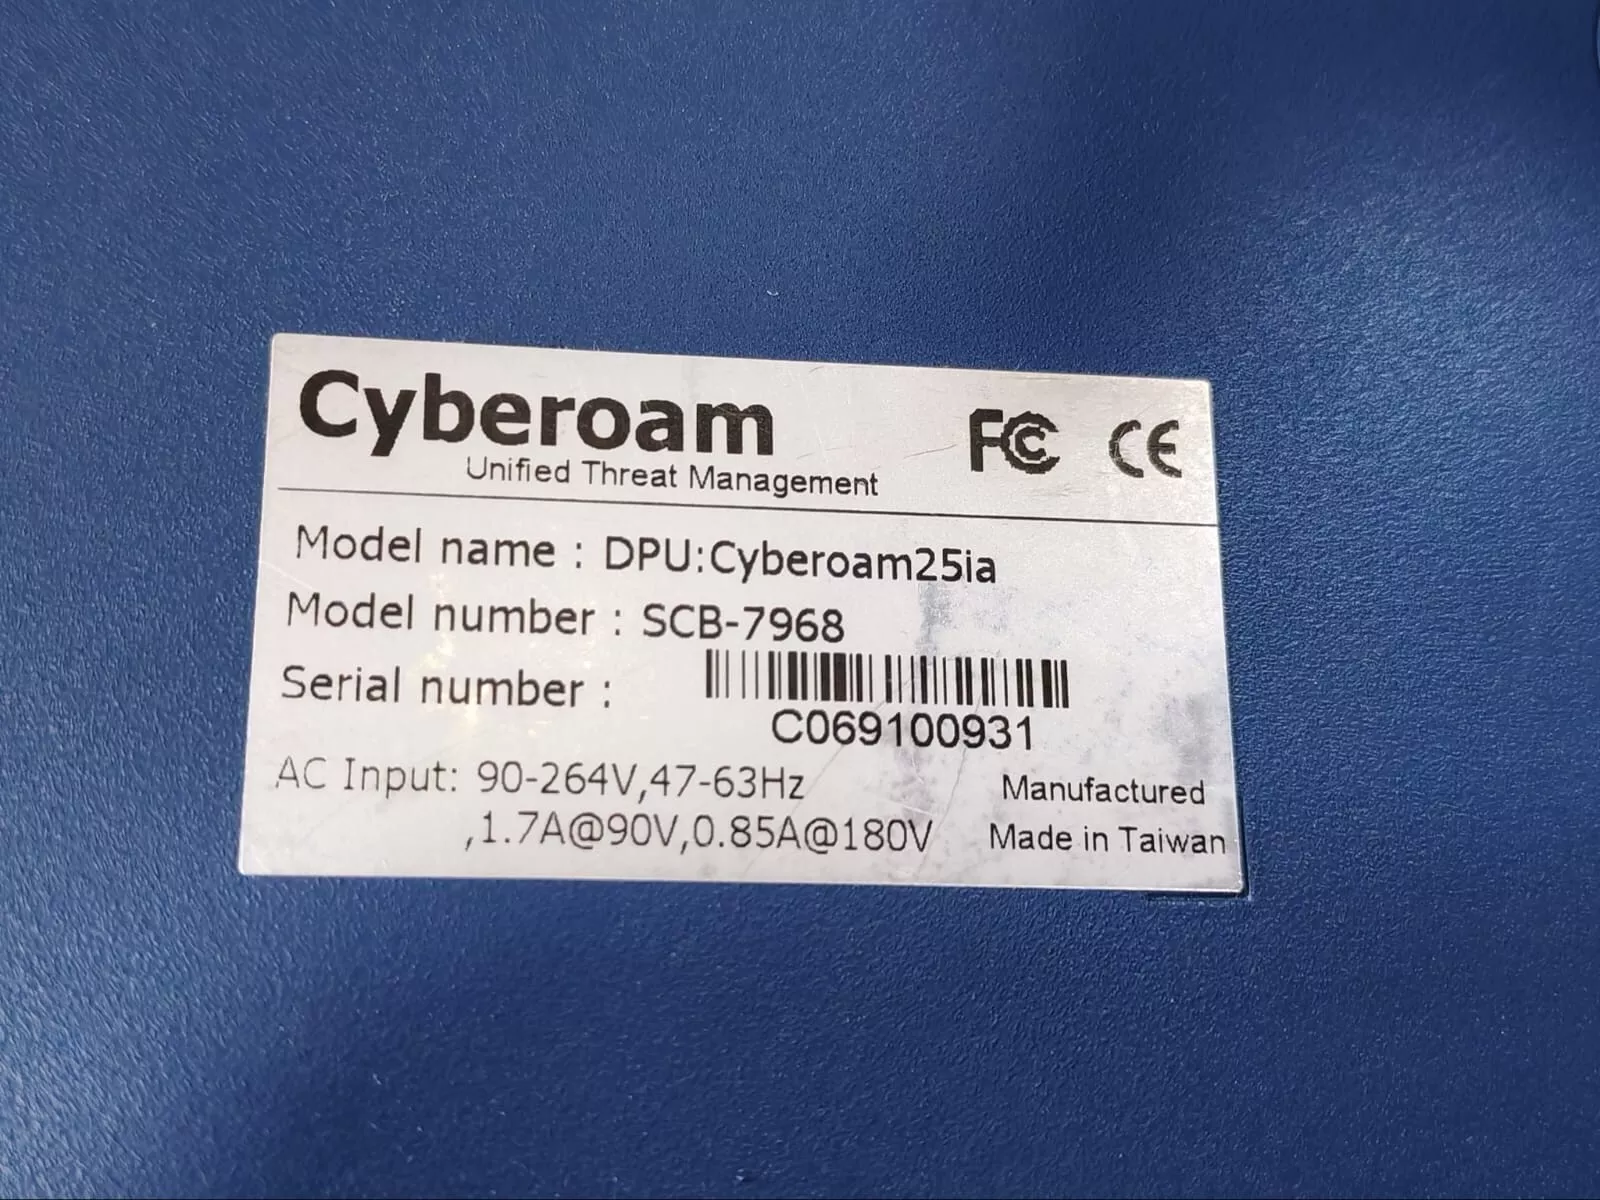 Cyberoam
Unified Threat Management
FC CE
Model name : DPU:Cyberoam25ia
Model number : SCB-7968
Serial number :
C069100931
AC Input: 90-264V,47-63Hz
,1.7A@90V,0.85A@180V
Manufactured
Made in Taiwan